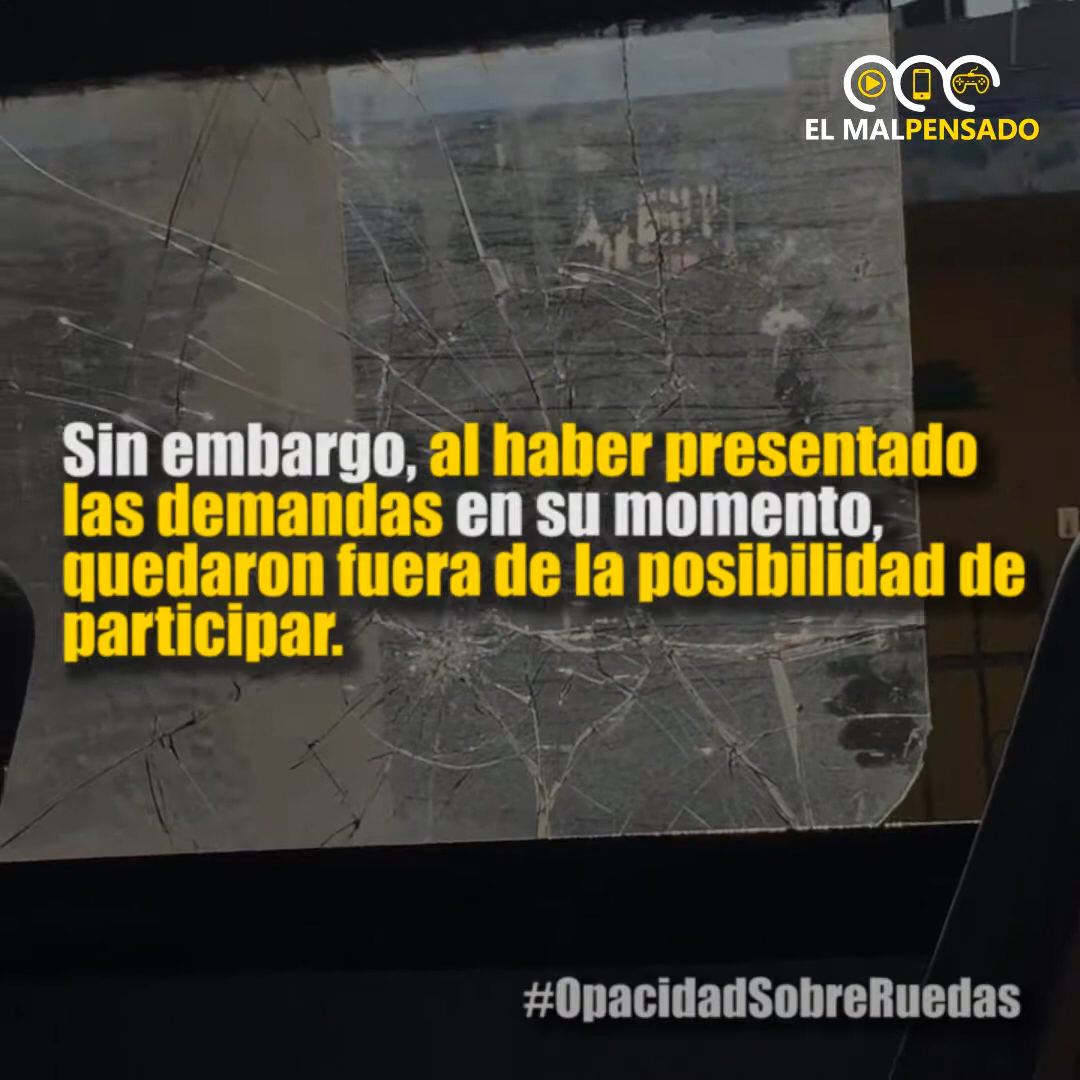 EL MALPENSADO
Sin embargo, al haber presentado
las demandas en su momento,
quedaron fuera de la posibilidad de
participar.
#OpacidadSobreRuedas